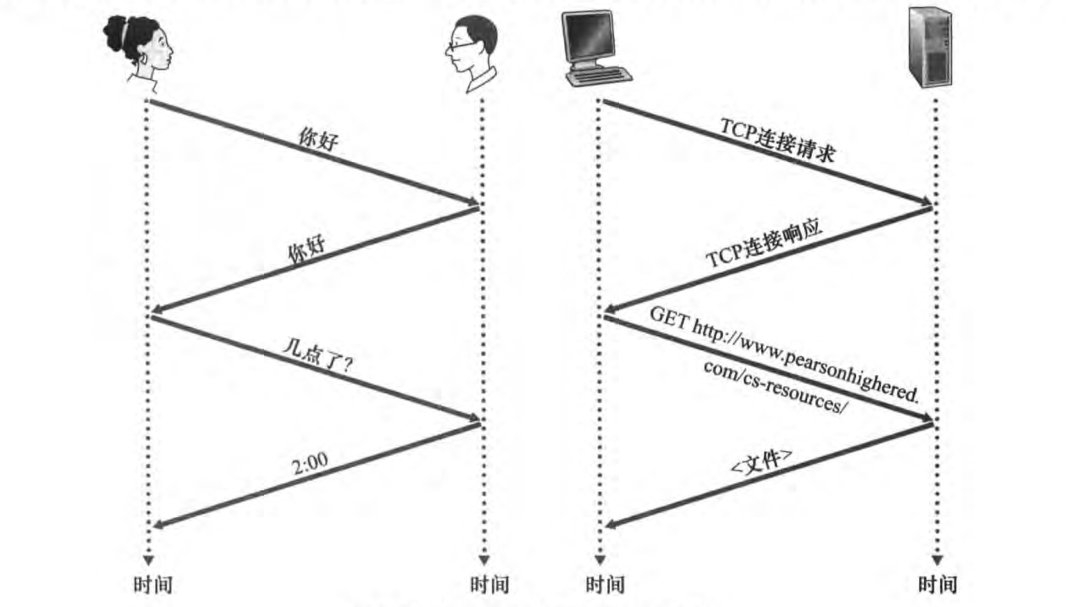 你好
你好
几点了?
2:00
时间
时间
TCP连接请求
TCP连接响应
GET http://www.pearsonhighered.
com/cs-resources/
<文件>
时间
时间